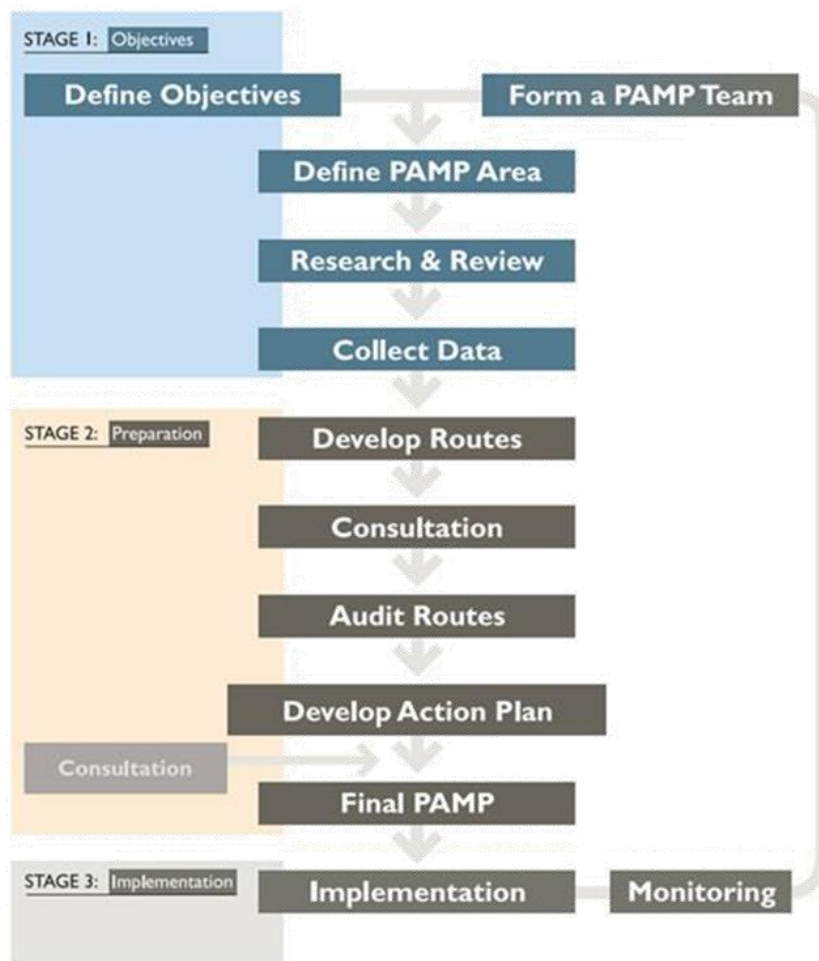 STAGE 1: Objectives
Define Objectives
Form a PAMP Team
Define PAMP Area
Research & Review
Collect Data
STAGE 2: Preparation
Develop Routes
Consultation
Audit Routes
Develop Action Plan
Consultation
Final PAMP
STAGE 3: Implementation
Implementation
Monitoring